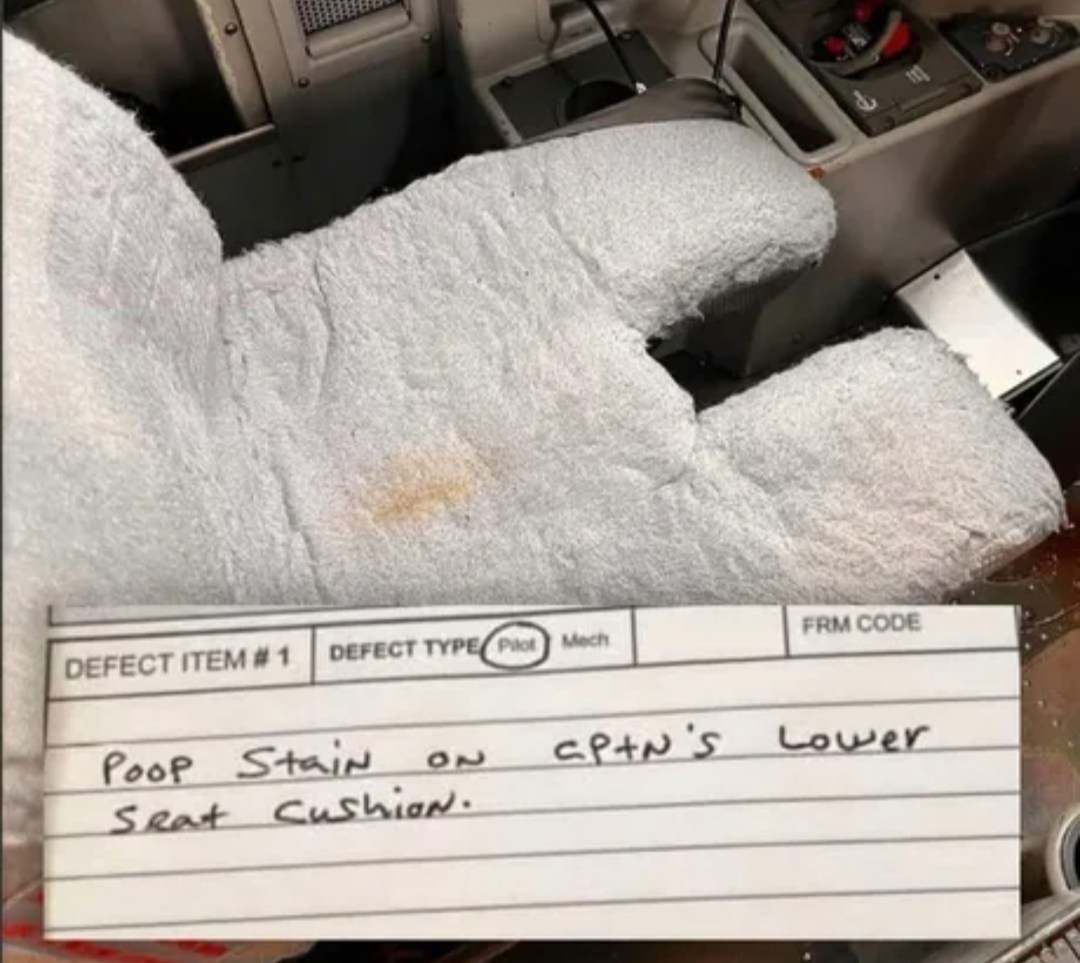 DEFECT ITEM # 1 DEFECT TYPE Pilot Mech FRM CODE
Poop Stain on cptn's Lower
Seat Cushion.